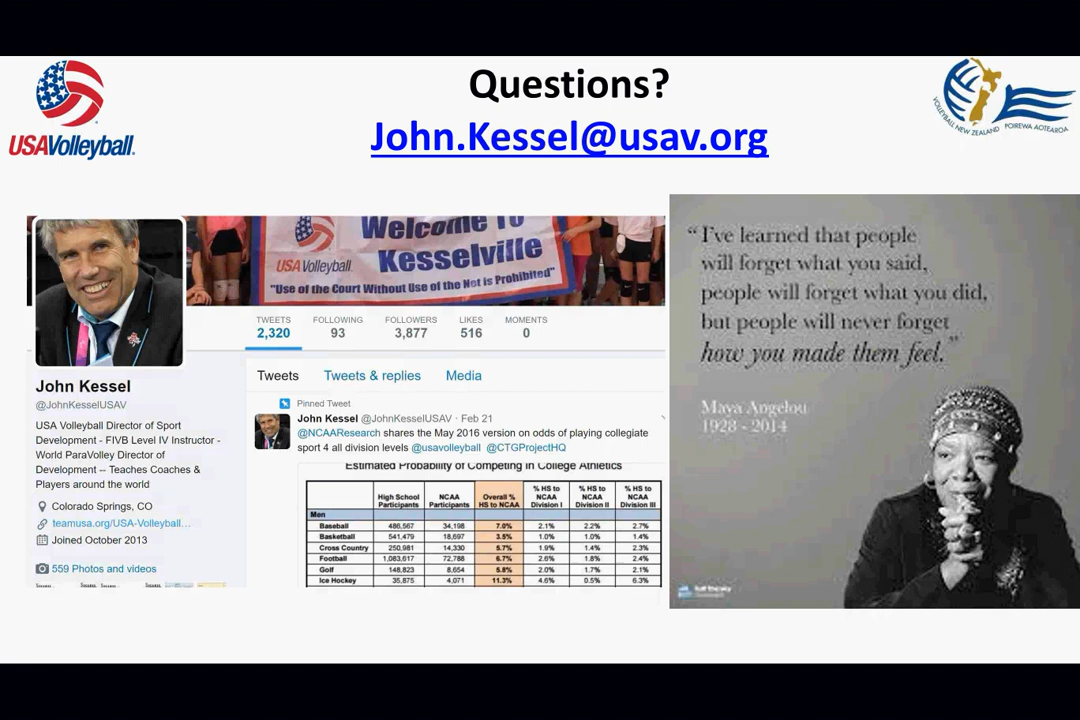 Questions?
John.Kessel@usav.org
USAVolleyball.
VOLLEYBALL NEW ZEALAND POIREWA AOTEAROA
Welcome To
Kesselville
USAVolleyball.
"Use of the Court Without Use of the Net is Prohibited"
TWEETS FOLLOWING FOLLOWERS LIKES MOMENTS
2,320 93 3,877 516 0
John Kessel
@JohnKesselUSAV
USA Volleyball Director of Sport
Development - FIVB Level IV Instructor -
World ParaVolley Director of
Development -- Teaches Coaches &
Players around the world
Colorado Springs, CO
teamusa.org/USA-Volleyball...
Joined October 2013
559 Photos and videos
Tweets Tweets & replies Media
Pinned Tweet
John Kessel @JohnKesselUSAV · Feb 21
@NCAAResearch shares the May 2016 version on odds of playing collegiate
sport 4 all division levels @usavolleyball @CTGProjectHQ
Estimated Probability of Competing in College Athletics
High School Participants NCAA Participants Overall % HS to NCAA % HS to NCAA Division I % HS to NCAA Division II % HS to NCAA Division III
Men
Baseball 486,567 34,198 7.0% 2.1% 2.2% 2.7%
Basketball 541,479 18,697 3.5% 1.0% 1.0% 1.4%
Cross Country 250,981 14,330 5.7% 1.9% 1.4% 2.3%
Football 1,083,617 72,788 6.7% 2.6% 1.8% 2.4%
Golf 148,823 8,654 5.8% 2.0% 1.7% 2.1%
Ice Hockey 35,875 4,071 11.3% 4.6% 0.5% 6.3%
“I’ve learned that people
will forget what you said,
people will forget what you did,
but people will never forget
how you made them feel.”
Maya Angelou
1928 - 2014